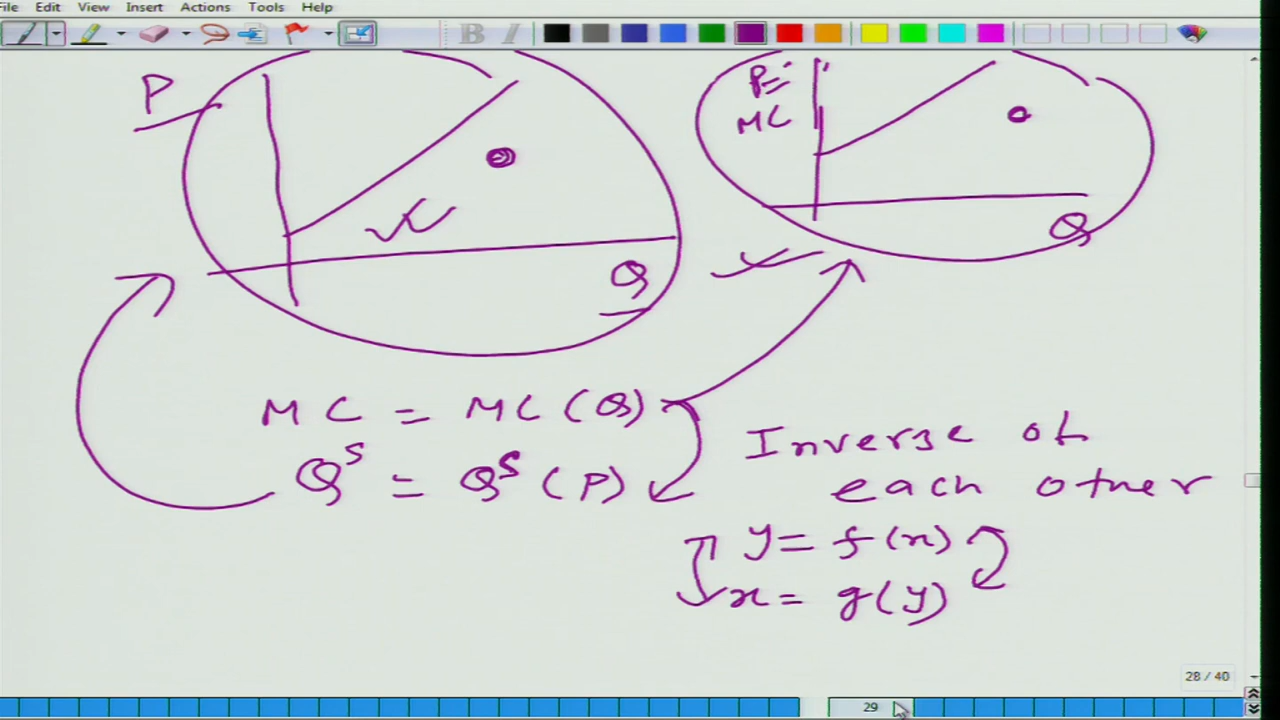 File Edit View Insert Actions Tools Help
B I
P
Q
P=
MC
Q
MC = MC (Q)
Q^S = Q^S (P)
Inverse of
each other
y = f(x)
x = g(y)
28 / 40
29